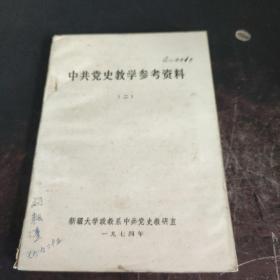 中共党史教学参考资料
(二)
新疆大学政教系中共党史教研室
一九七四年